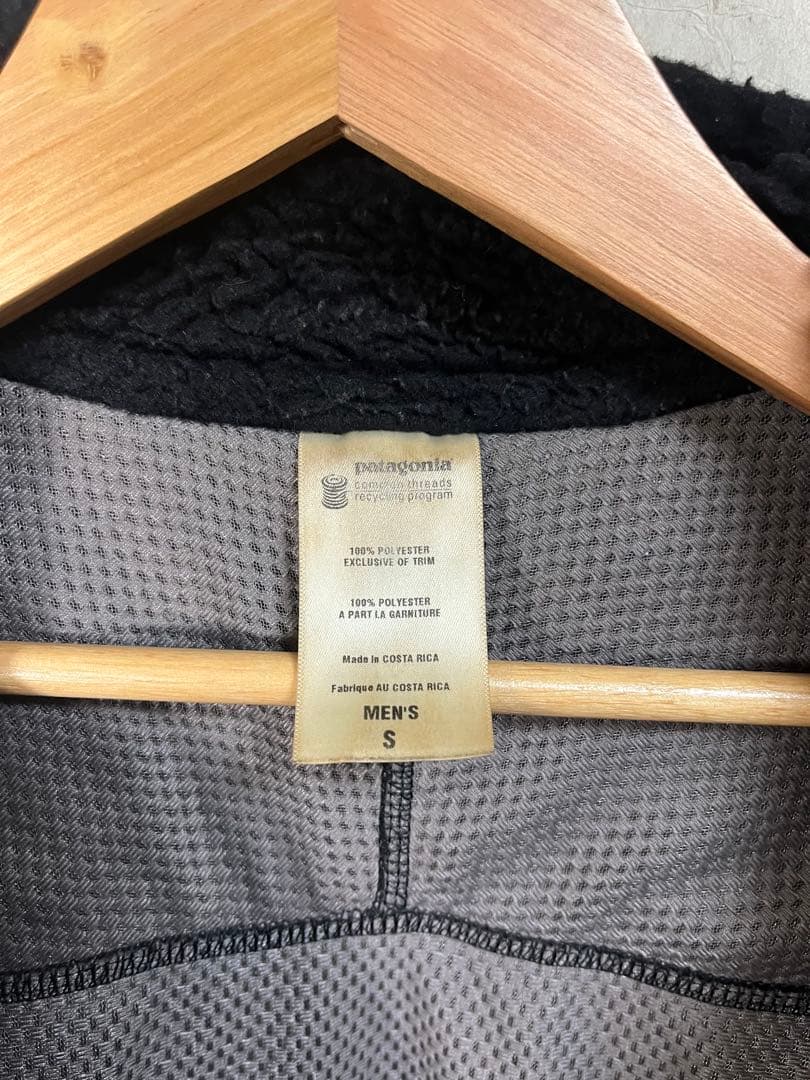 patagonia
common threads
recycling program
100% POLYESTER
EXCLUSIVE OF TRIM
100% POLYESTER
A PART LA GARNITURE
Made in COSTA RICA
Fabrique AU COSTA RICA
MEN'S
S